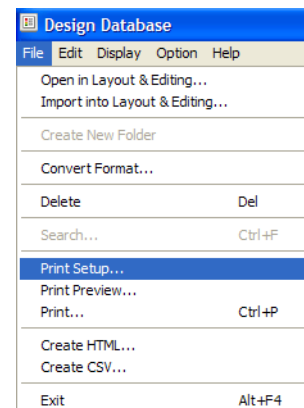 Design Database
File Edit Display Option Help
Open in Layout & Editing...
Import into Layout & Editing...
Create New Folder
Convert Format...
Delete Del
Search... Ctrl+F
Print Setup...
Print Preview...
Print... Ctrl+P
Create HTML...
Create CSV...
Exit Alt+F4